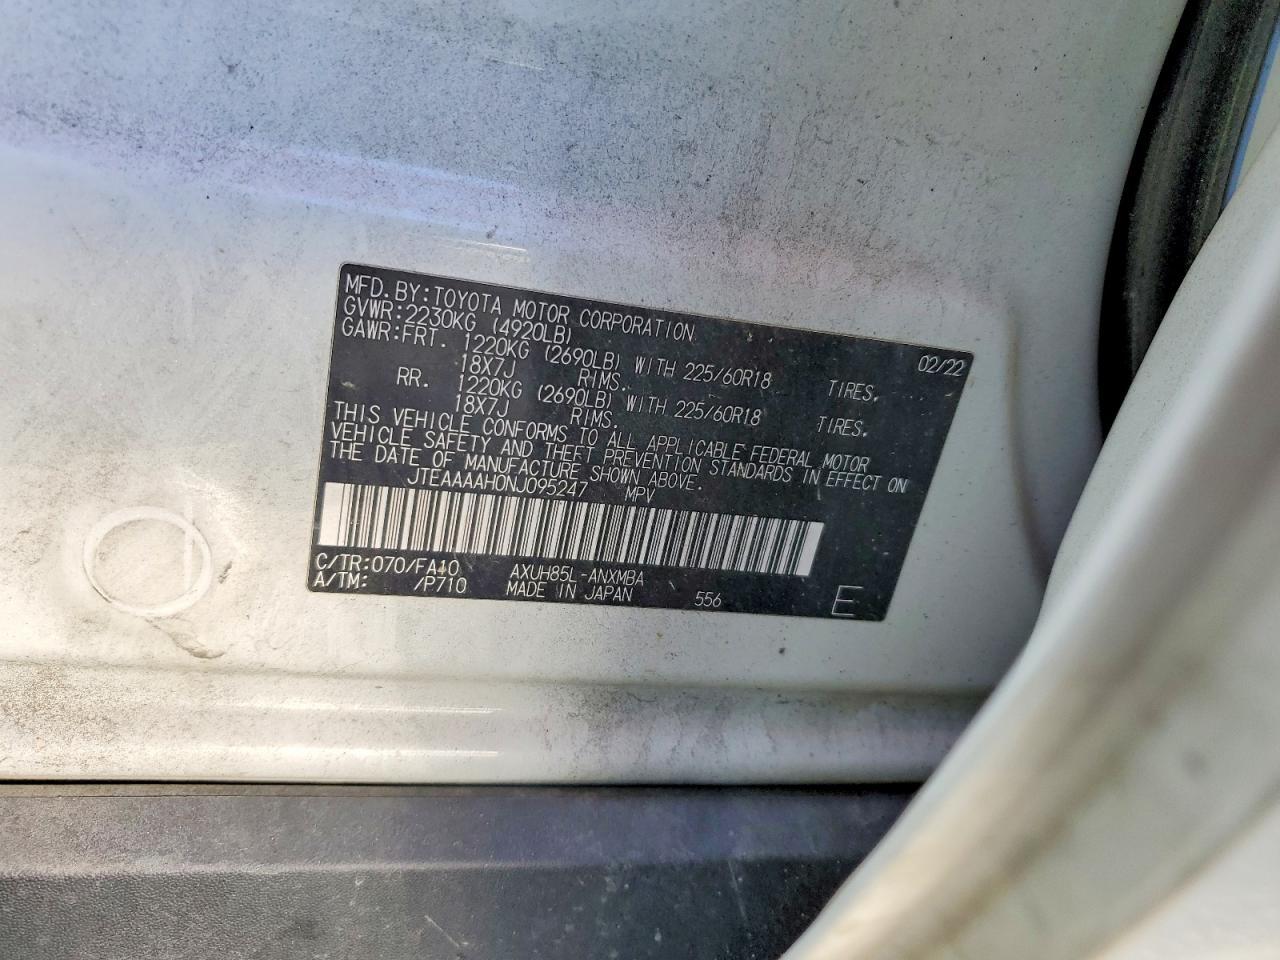 MFD. BY: TOYOTA MOTOR CORPORATION 02/22
GVWR: 2230KG (4920LB)
GAWR: FRT. 1220KG (2690LB) WITH 225/60R18 TIRES.
18X7J RIMS.
RR. 1220KG (2690LB) WITH 225/60R18 TIRES.
18X7J RIMS.
THIS VEHICLE CONFORMS TO ALL APPLICABLE FEDERAL MOTOR
VEHICLE SAFETY AND THEFT PREVENTION STANDARDS IN EFFECT ON
THE DATE OF MANUFACTURE SHOWN ABOVE.
JTEAAAAH0NJ095247 MPV
C/TR: 070/FA40 AXUH85L-ANXMBA
A/TM: /P710 MADE IN JAPAN 556 E